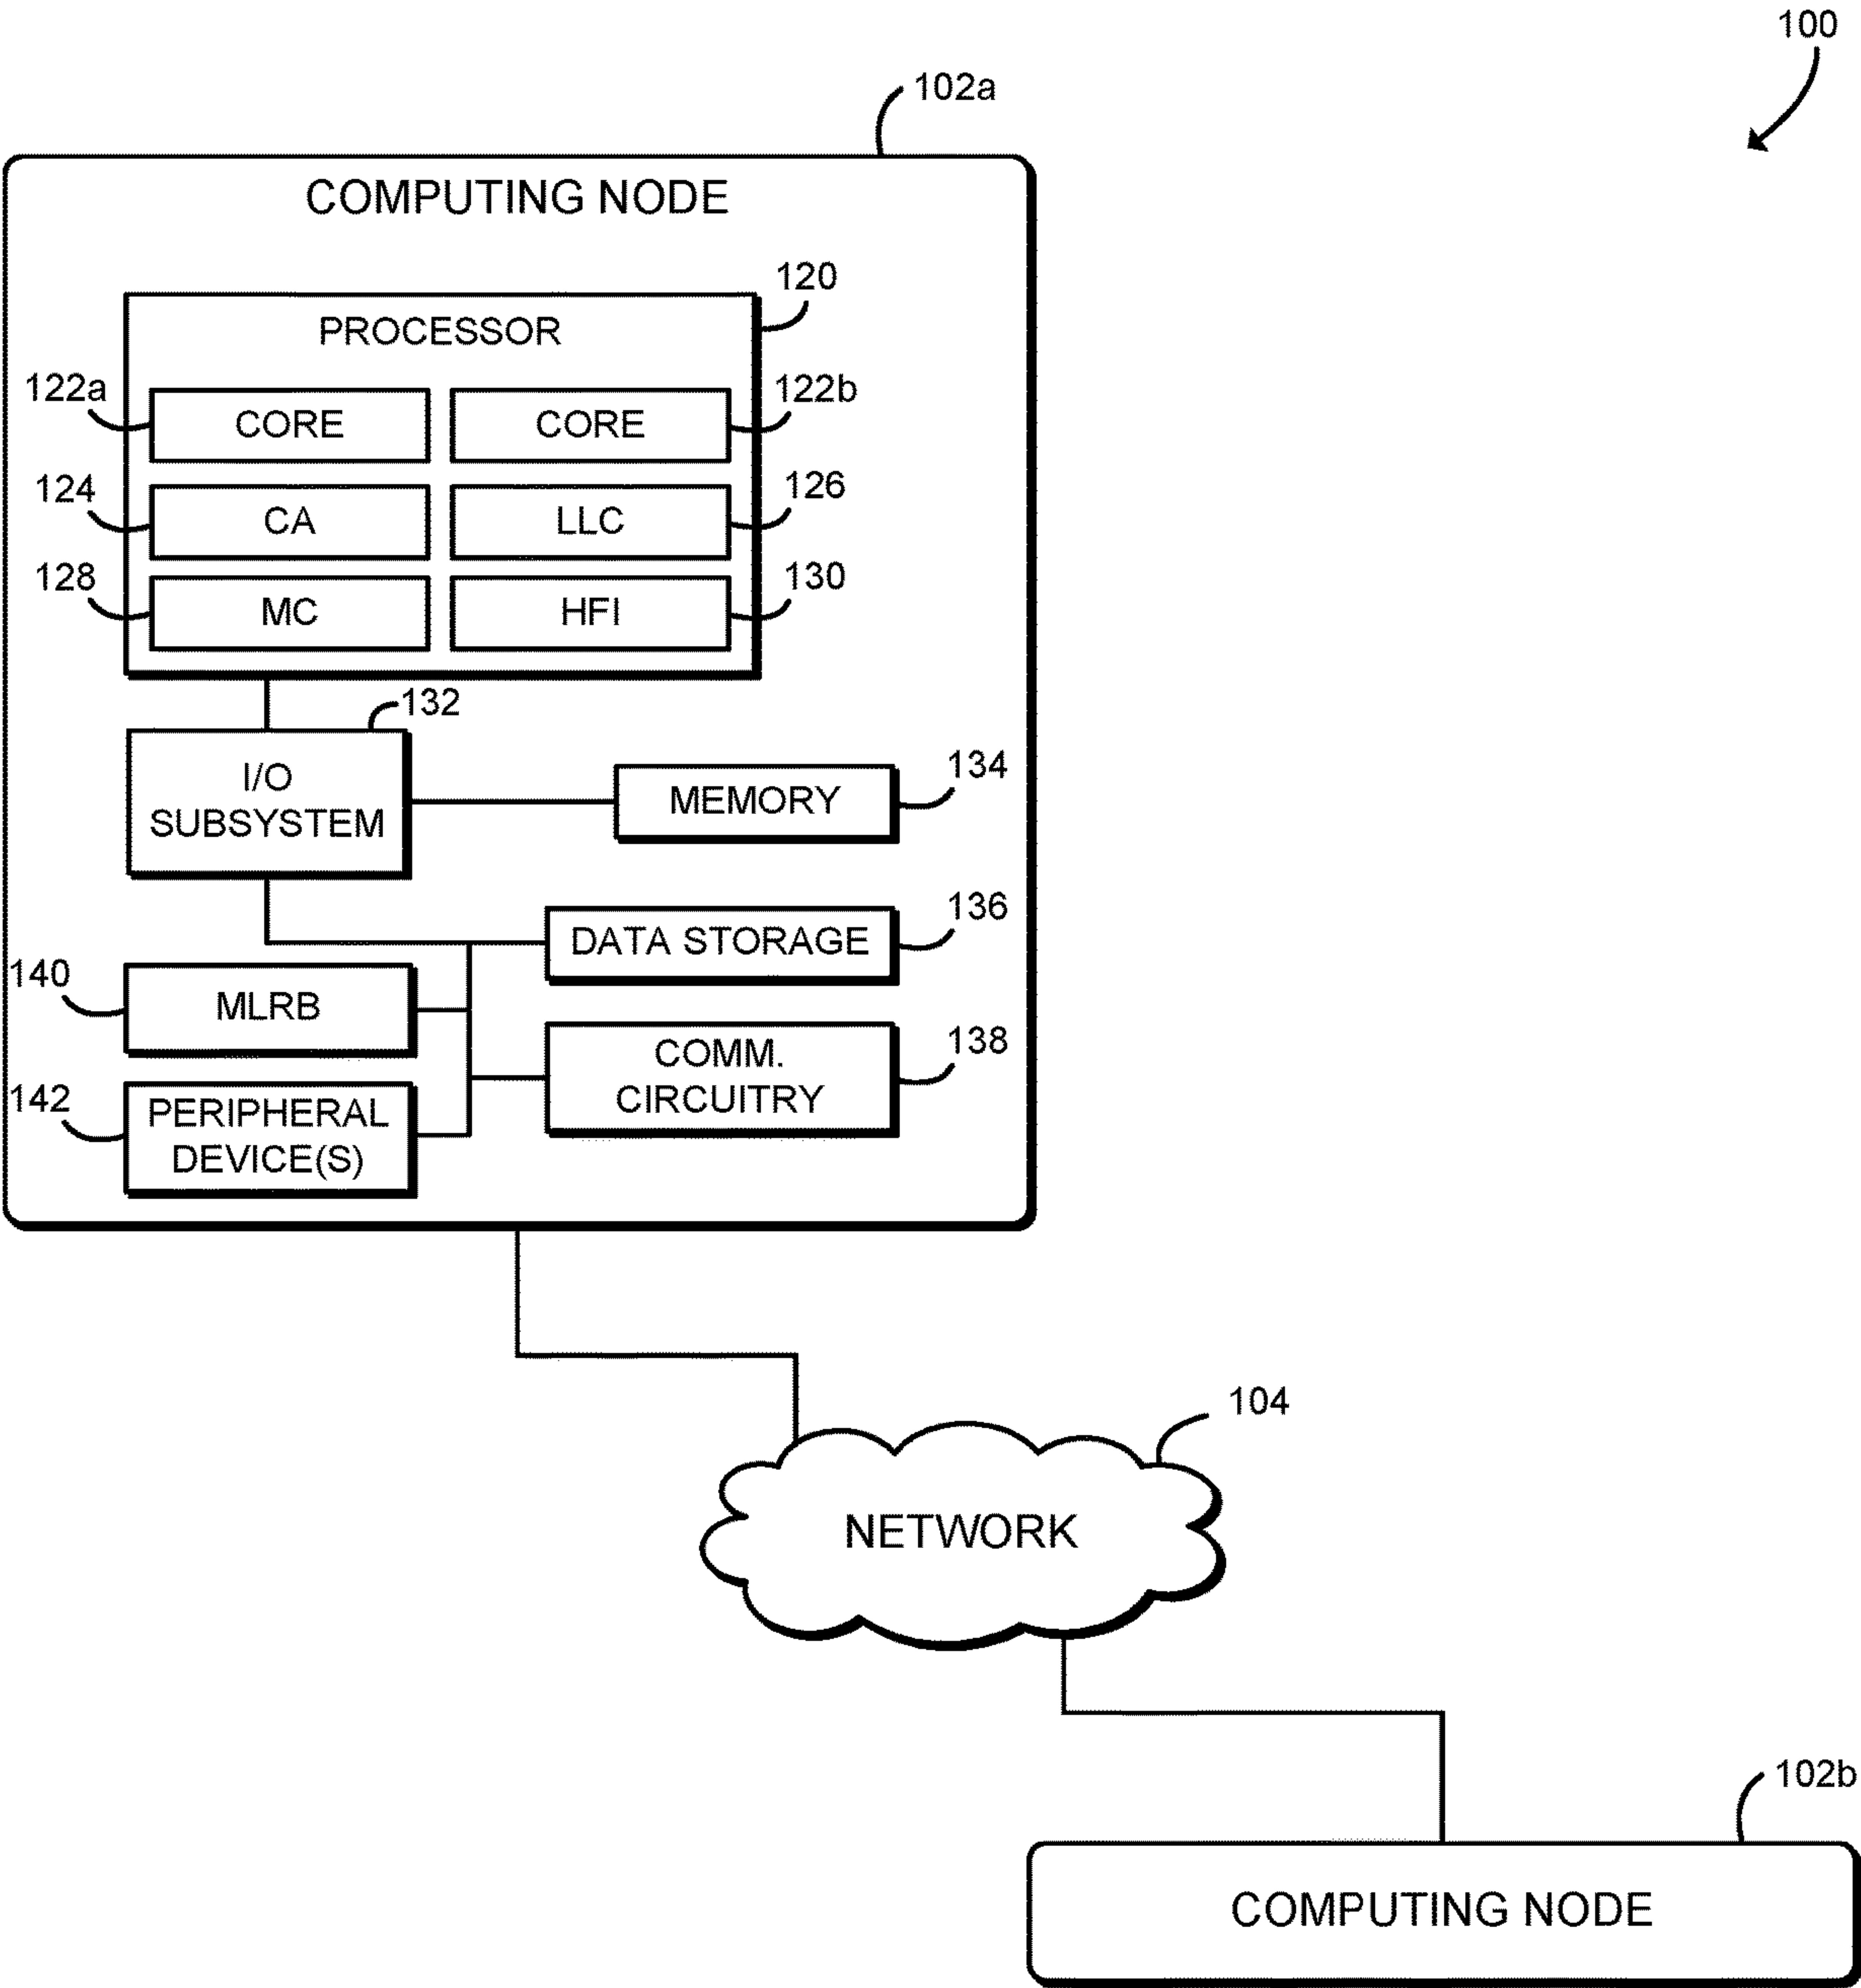 100
102a
COMPUTING NODE
120
PROCESSOR
122a
CORE
CORE
122b
124
CA
LLC
126
128
MC
HFI
130
132
I/O
SUBSYSTEM
MEMORY
134
DATA STORAGE
136
140
MLRB
COMM.
CIRCUITRY
138
142
PERIPHERAL
DEVICE(S)
104
NETWORK
102b
COMPUTING NODE